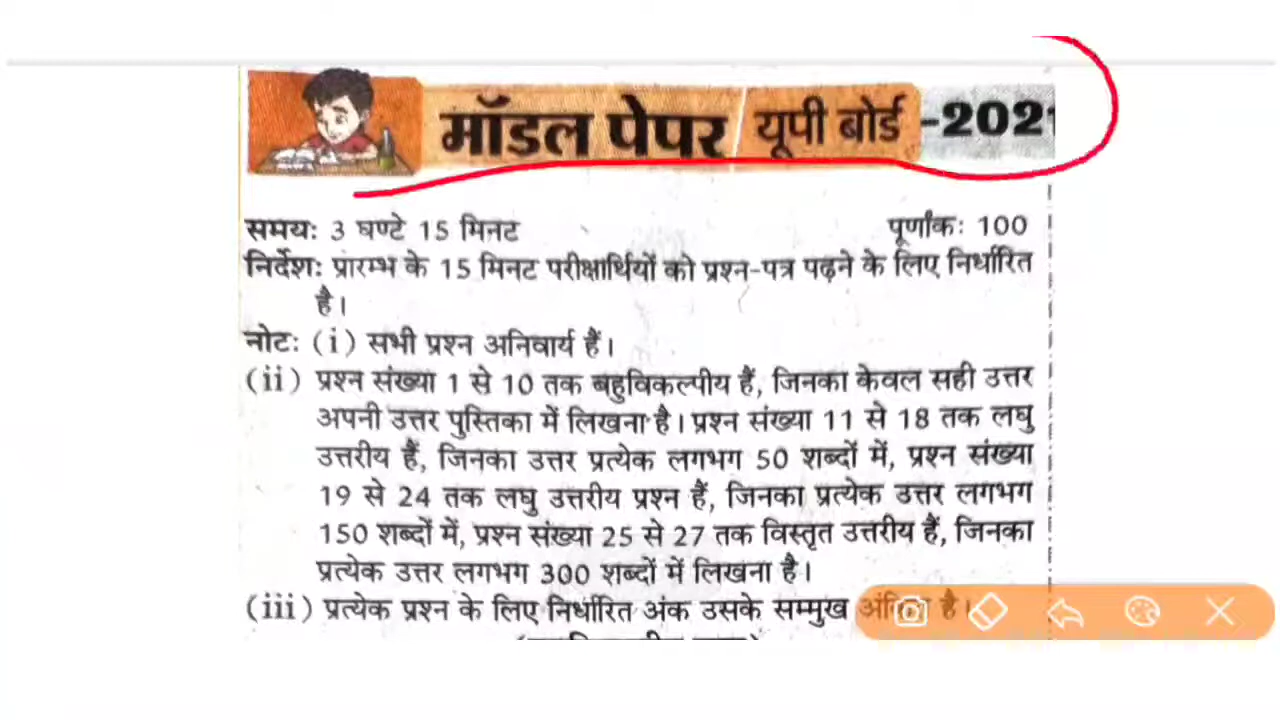 मॉडल पेपर यूपी बोर्ड -2021
समयः 3 घण्टे 15 मिनट पूर्णांकः 100
निर्देशः प्रारम्भ के 15 मिनट परीक्षार्थियों को प्रश्न-पत्र पढ़ने के लिए निर्धारित
है।
नोटः (i) सभी प्रश्न अनिवार्य हैं।
(ii) प्रश्न संख्या 1 से 10 तक बहुविकल्पीय हैं, जिनका केवल सही उत्तर
अपनी उत्तर पुस्तिका में लिखना है। प्रश्न संख्या 11 से 18 तक लघु
उत्तरीय हैं, जिनका उत्तर प्रत्येक लगभग 50 शब्दों में, प्रश्न संख्या
19 से 24 तक लघु उत्तरीय प्रश्न हैं, जिनका प्रत्येक उत्तर लगभग
150 शब्दों में, प्रश्न संख्या 25 से 27 तक विस्तृत उत्तरीय हैं, जिनका
प्रत्येक उत्तर लगभग 300 शब्दों में लिखना है।
(iii) प्रत्येक प्रश्न के लिए निर्धारित अंक उसके सम्मुख है।